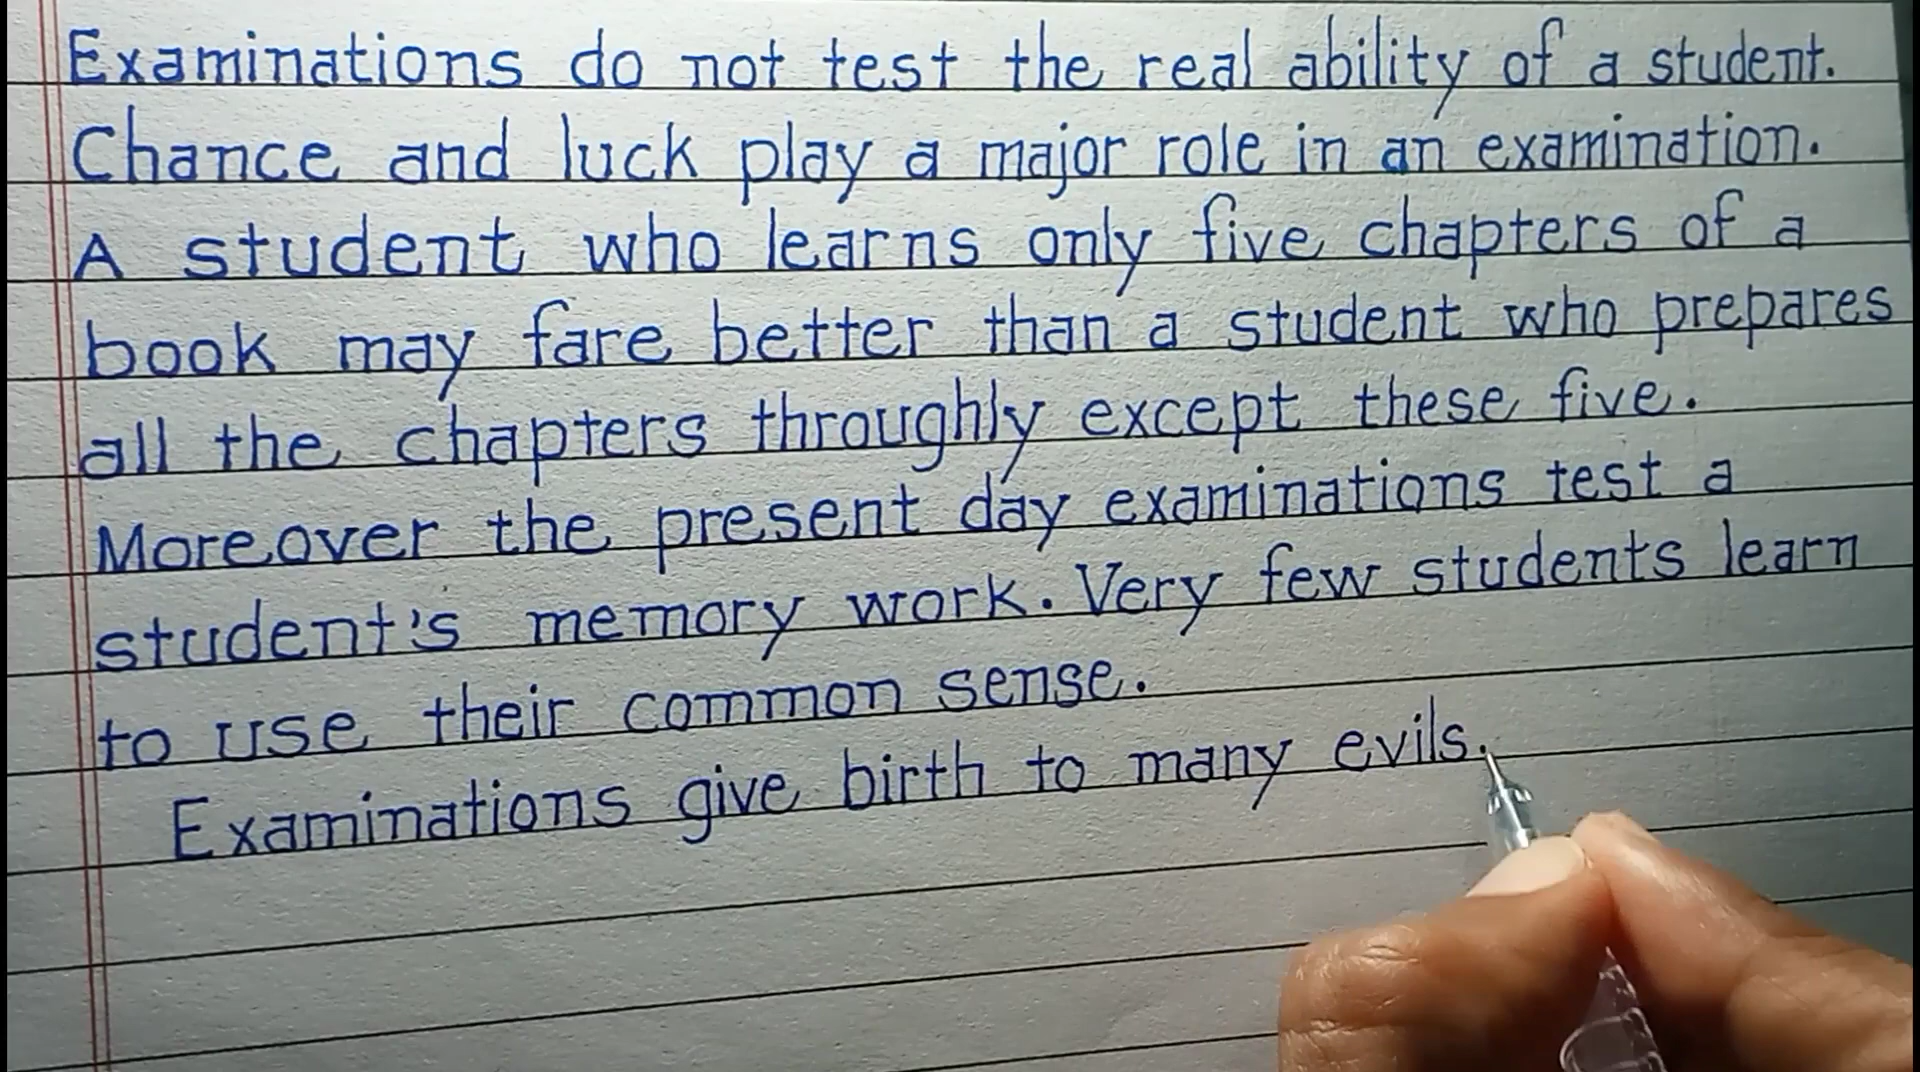 Examinations do not test the real ability of a student.
Chance and luck play a major role in an examination.
A student who learns only five chapters of a
book may fare better than a student who prepares
all the chapters throughly except these five.
Moreover the present day examinations test a
student's memory work. Very few students learn
to use their common sense.
Examinations give birth to many evils.